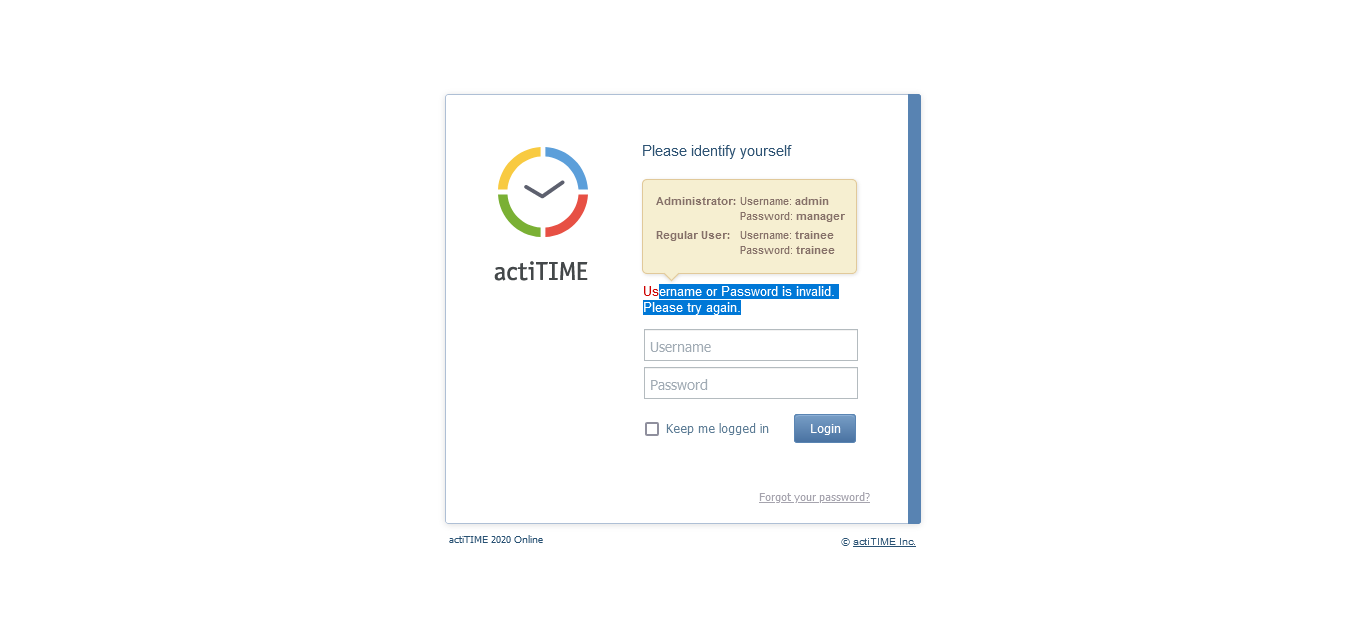 Please identify yourself
Administrator: Username: admin
Password: manager
Regular User: Username: trainee
Password: trainee
actiTIME
Username or Password is invalid.
Please try again.
Username
Password
Keep me logged in
Login
Forgot your password?
actiTIME 2020 Online
© actiTIME Inc.